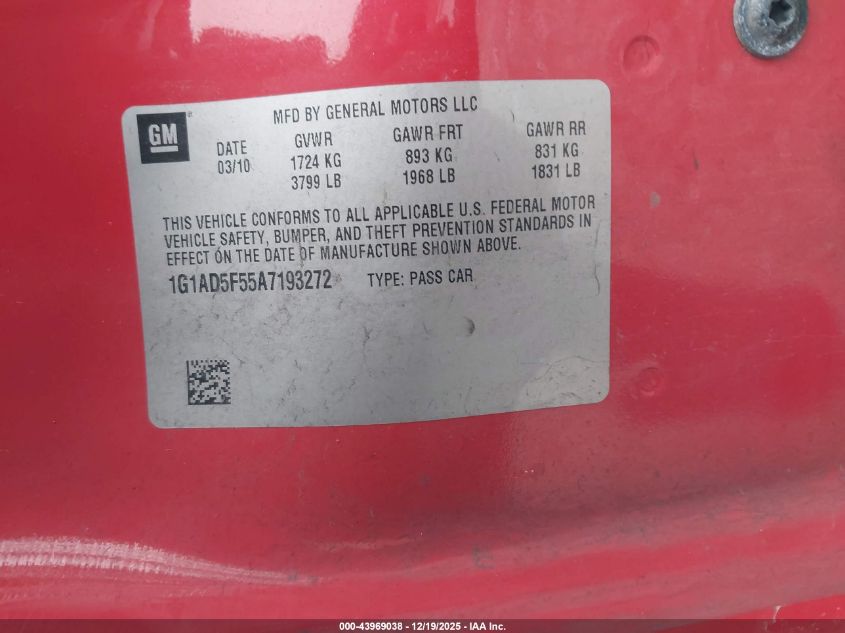 GM
MFD BY GENERAL MOTORS LLC
DATE GVWR GAWR FRT GAWR RR
03/10 1724 KG 893 KG 831 KG
3799 LB 1968 LB 1831 LB
THIS VEHICLE CONFORMS TO ALL APPLICABLE U.S. FEDERAL MOTOR
VEHICLE SAFETY, BUMPER, AND THEFT PREVENTION STANDARDS IN
EFFECT ON THE DATE OF MANUFACTURE SHOWN ABOVE.
1G1AD5F55A7193272 TYPE: PASS CAR
000-43969038 - 12/19/2025 - IAA Inc.